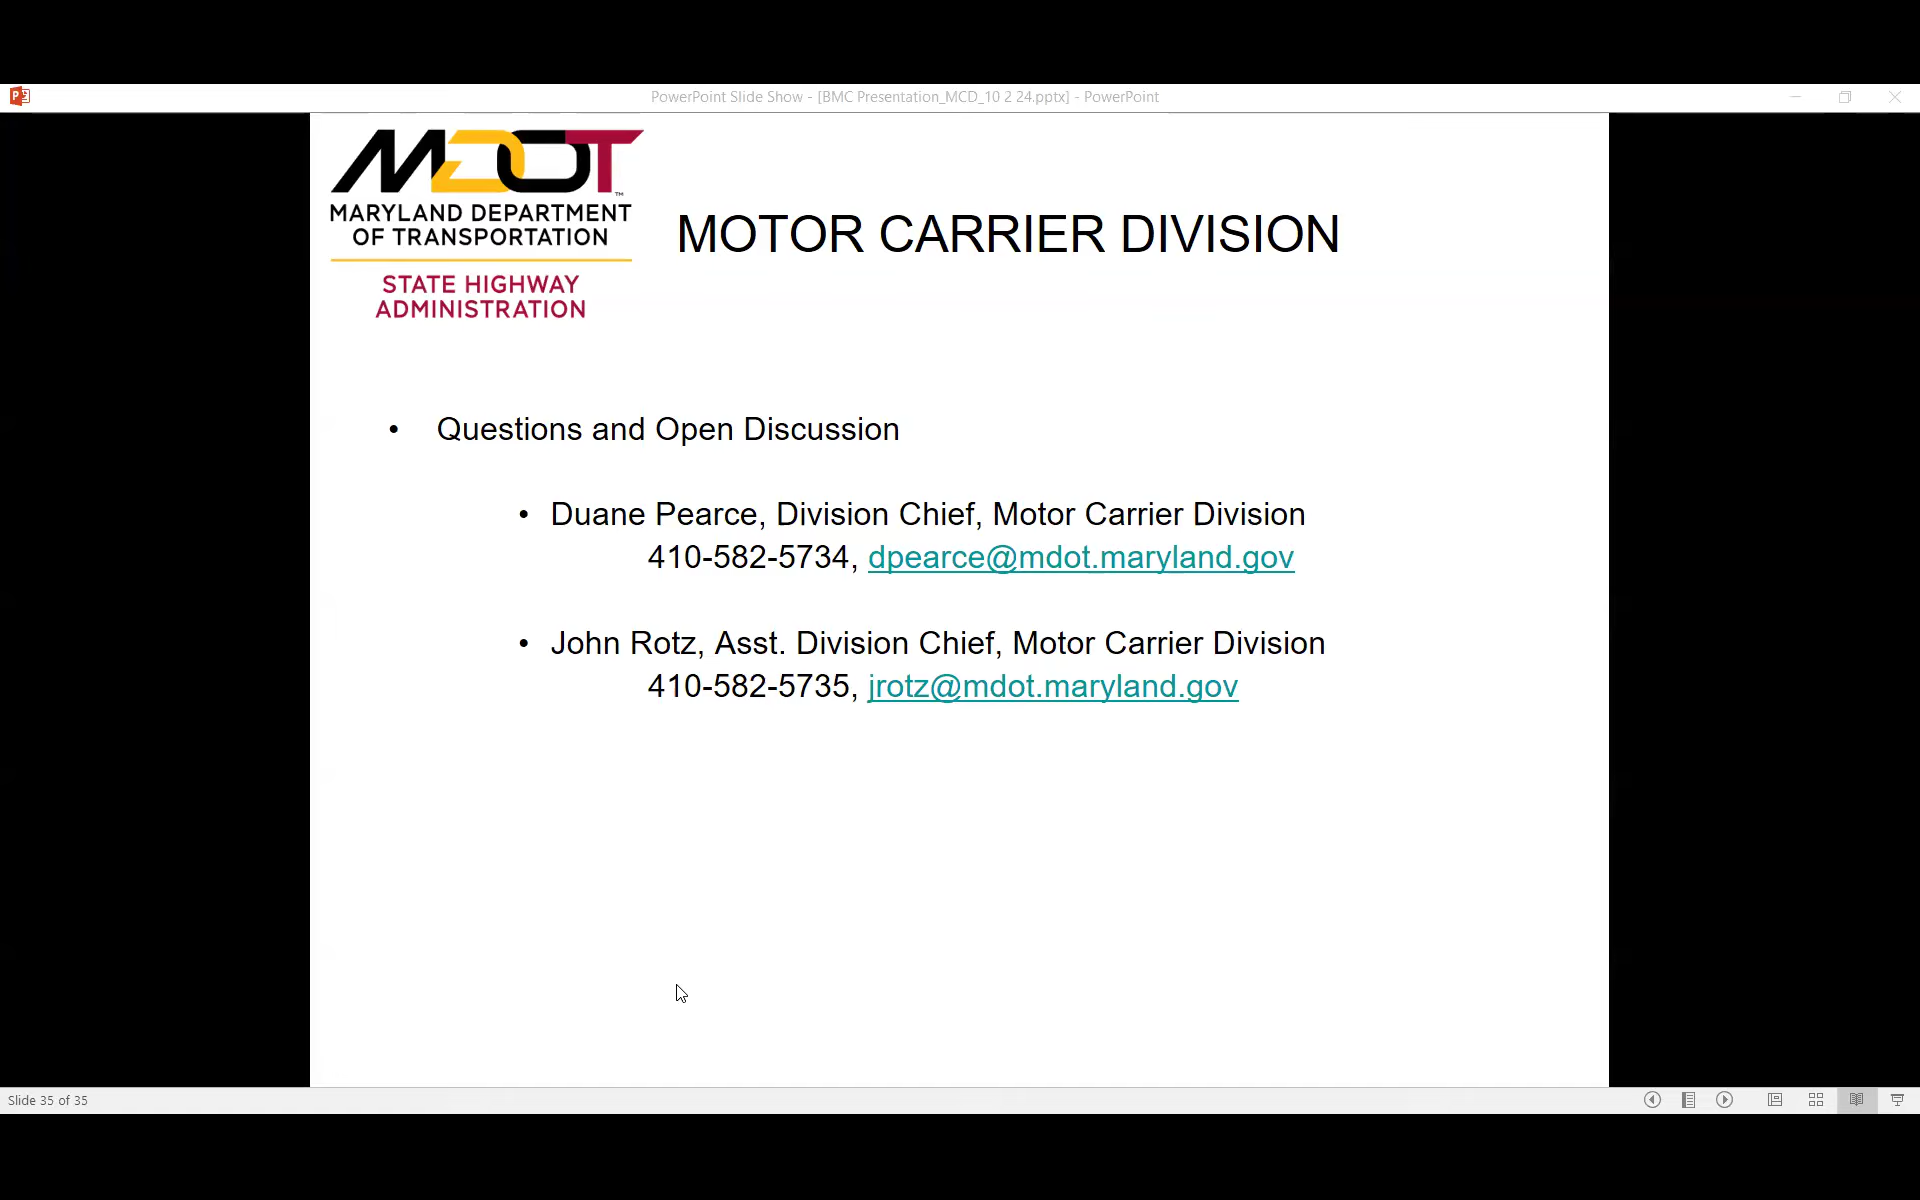 PowerPoint Slide Show - [BMC Presentation_MCD_10 2 24.pptx] - PowerPoint
MDOT™
MARYLAND DEPARTMENT
OF TRANSPORTATION
STATE HIGHWAY
ADMINISTRATION
MOTOR CARRIER DIVISION
• Questions and Open Discussion
• Duane Pearce, Division Chief, Motor Carrier Division
410-582-5734, dpearce@mdot.maryland.gov
• John Rotz, Asst. Division Chief, Motor Carrier Division
410-582-5735, jrotz@mdot.maryland.gov
Slide 35 of 35